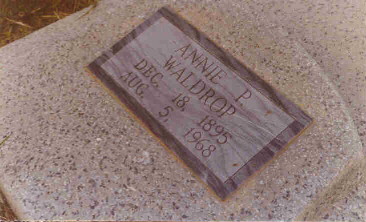 ANNIE P.
WALDROP
DEC. 18, 1895
AUG. 5, 1968